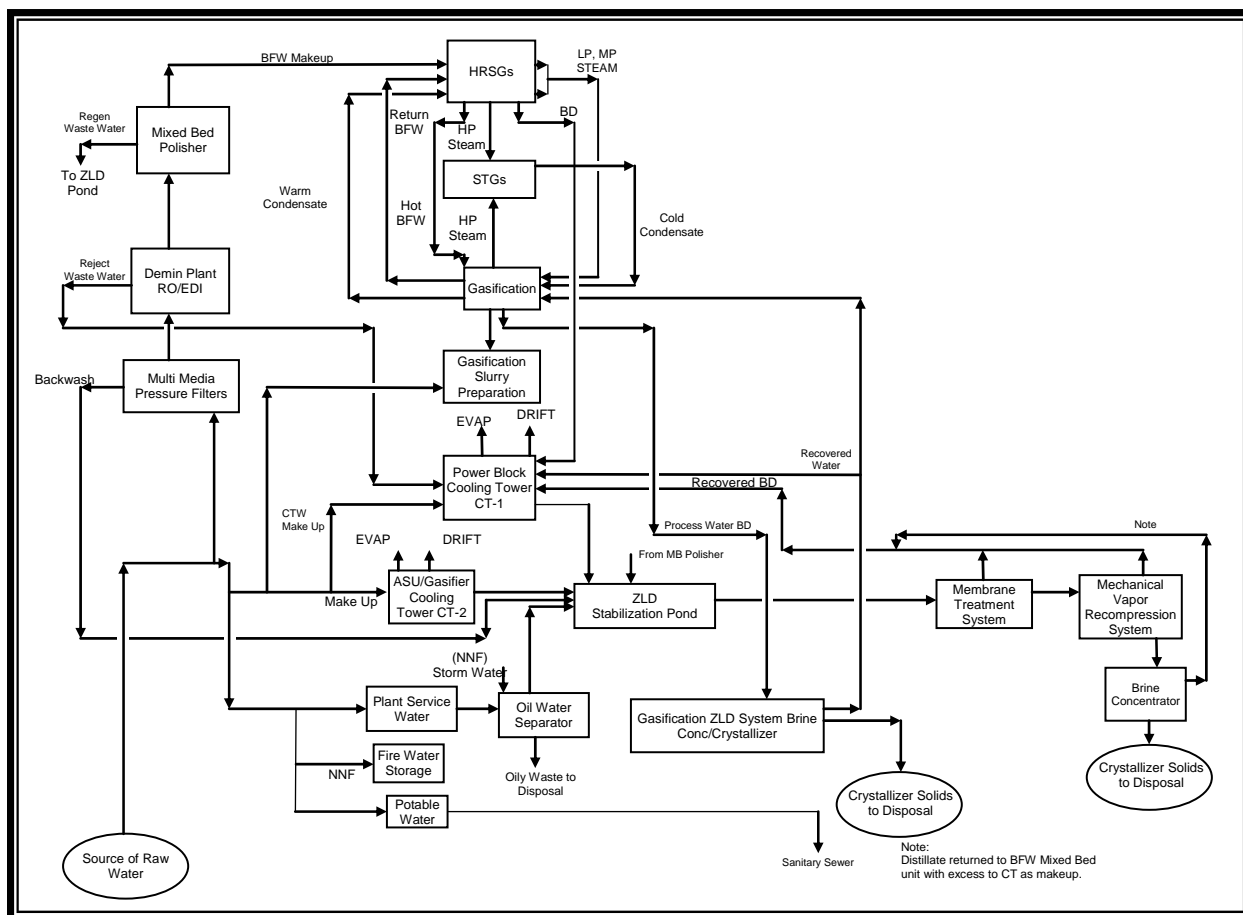 BFW Makeup
HRSGs
LP, MP
STEAM
Regen
Waste Water
Mixed Bed
Polisher
To ZLD
Pond
Return
BFW
HP
Steam
BD
STGs
Warm
Condensate
Hot
BFW
HP
Steam
Cold
Condensate
Reject
Waste Water
Demin Plant
RO/EDI
Gasification
Backwash
Multi Media
Pressure Filters
Gasification
Slurry
Preparation
EVAP
DRIFT
Power Block
Cooling Tower
CT-1
Recovered
Water
Recovered BD
CTW
Make Up
Process Water BD
Note
EVAP
DRIFT
From MB Polisher
Make Up
ASU/Gasifier
Cooling
Tower CT-2
ZLD
Stabilization Pond
Membrane
Treatment
System
Mechanical
Vapor
Recompression
System
(NNF)
Storm Water
Plant Service
Water
Oil Water
Separator
Gasification ZLD System Brine
Conc/Crystallizer
Brine
Concentrator
NNF
Fire Water
Storage
Oily Waste to
Disposal
Crystallizer Solids
to Disposal
Crystallizer Solids
to Disposal
Potable
Water
Source of Raw
Water
Sanitary Sewer
Note:
Distillate returned to BFW Mixed Bed
unit with excess to CT as makeup.